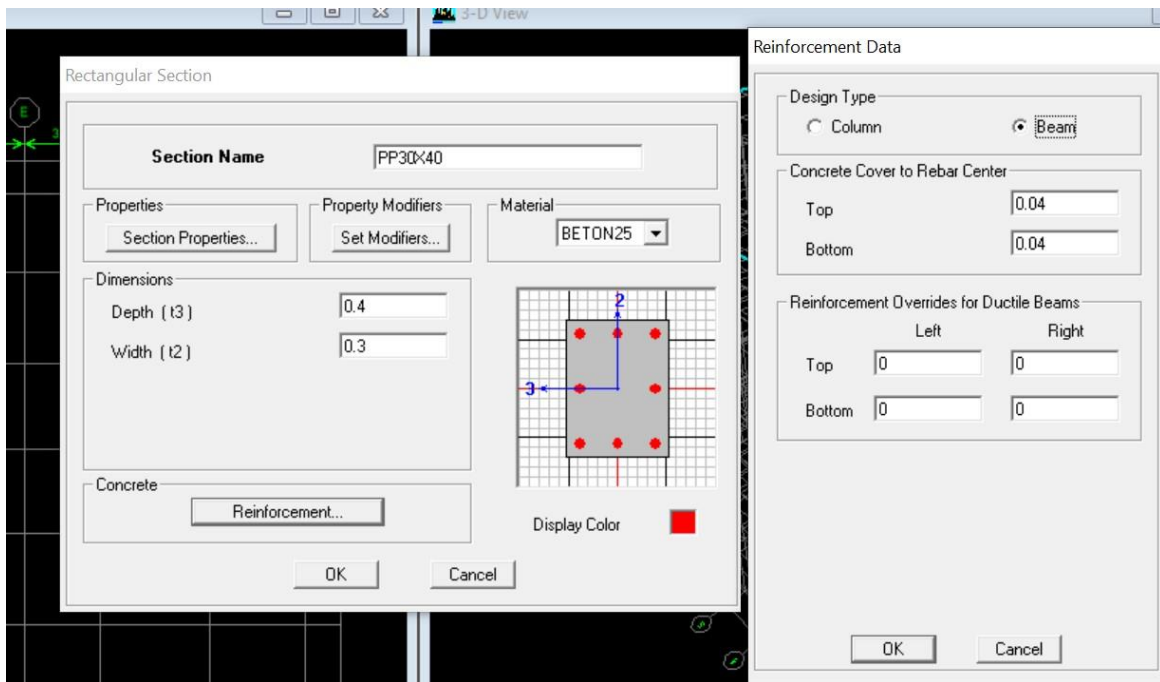 3-D View
E
3
Rectangular Section
Section Name PP30X40
Properties
Section Properties...
Property Modifiers
Set Modifiers...
Material
BETON25
Dimensions
Depth ( t3 ) 0.4
Width ( t2 ) 0.3
2
3
Concrete
Reinforcement...
Display Color
OK Cancel
Reinforcement Data
Design Type
Column Beam
Concrete Cover to Rebar Center
Top 0.04
Bottom 0.04
Reinforcement Overrides for Ductile Beams
Left Right
Top 0 0
Bottom 0 0
OK Cancel